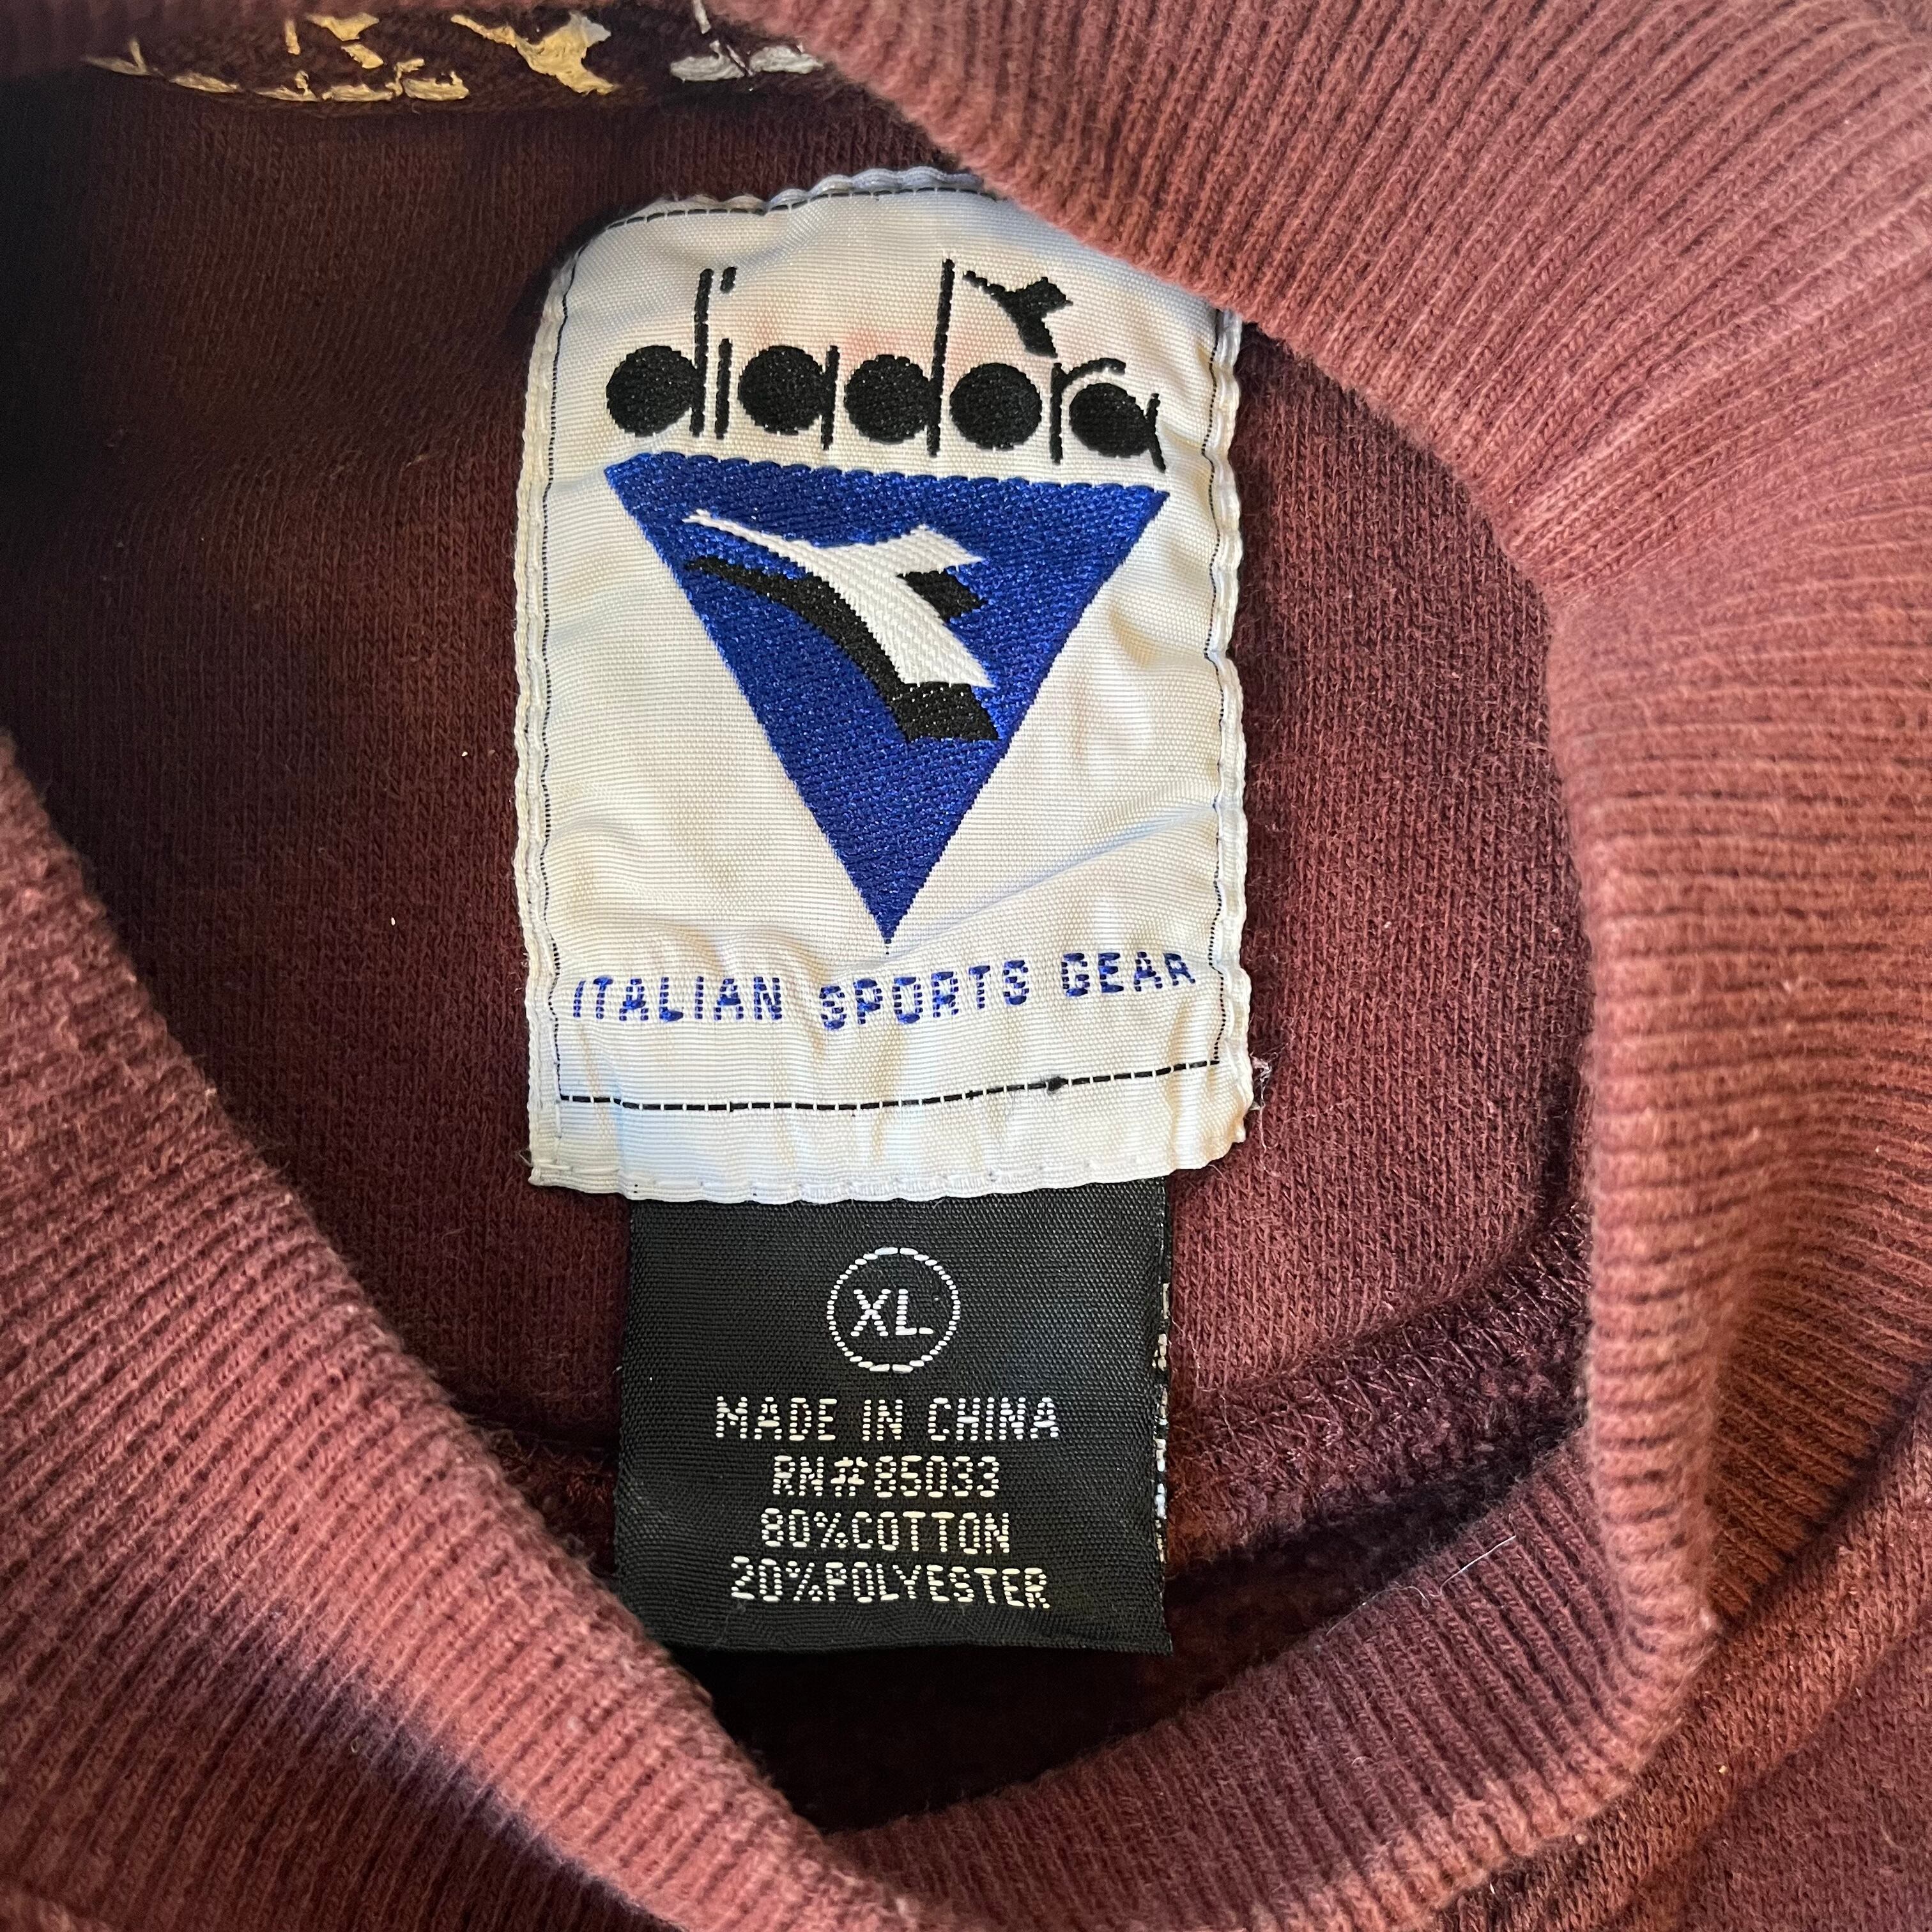 diadora
ITALIAN SPORTS GEAR
XL
MADE IN CHINA
RN#85033
80%COTTON
20%POLYESTER